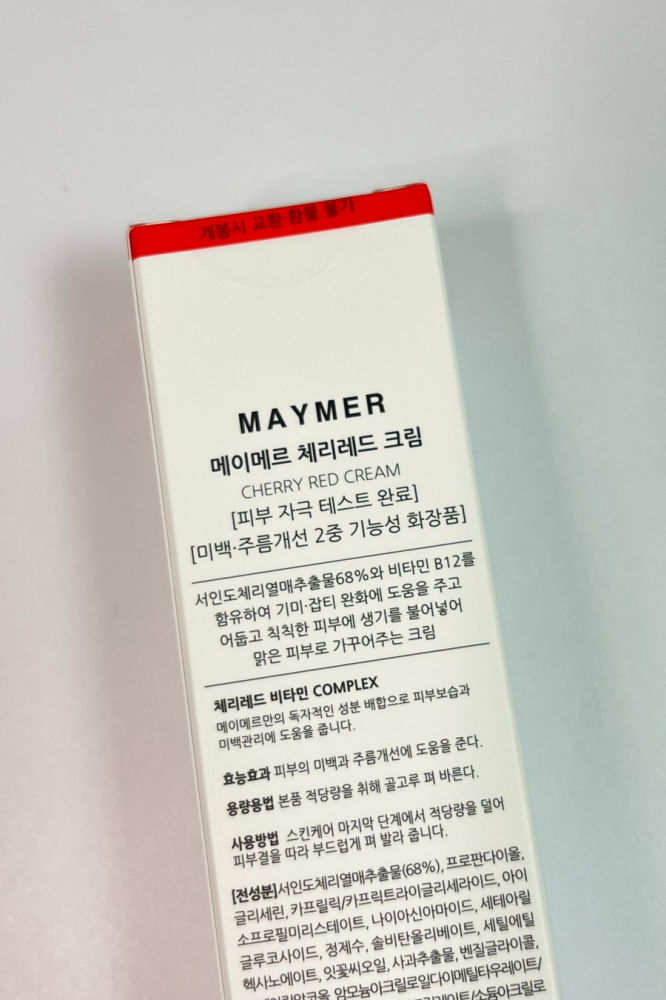 개봉시 교환·환불 불가
MAYMER
메이메르 체리레드 크림
CHERRY RED CREAM
[피부 자극 테스트 완료]
[미백·주름개선 2중 기능성 화장품]
서인도체리열매추출물68%와 비타민 B12를
함유하여 기미·잡티 완화에 도움을 주고
어둡고 칙칙한 피부에 생기를 불어넣어
맑은 피부로 가꾸어주는 크림
체리레드 비타민 COMPLEX
메이메르만의 독자적인 성분 배합으로 피부보습과
미백관리에 도움을 줍니다.
효능효과 피부의 미백과 주름개선에 도움을 준다.
용량용법 본품 적당량을 취해 골고루 펴 바른다.
사용방법 스킨케어 마지막 단계에서 적당량을 덜어
피부결을 따라 부드럽게 펴 발라 줍니다.
[전성분]서인도체리열매추출물(68%), 프로판다이올,
글리세린, 카프릴릭/카프릭트라이글리세라이드, 아이
소프로필미리스테이트, 나이아신아마이드, 세테아릴
글루코사이드, 정제수, 솔비탄올리베이트, 세틸에틸
헥사노에이트, 잇꽃씨오일, 사과추출물, 벤질글라이콜,
암모늄아크릴로일다이메틸타우레이트/